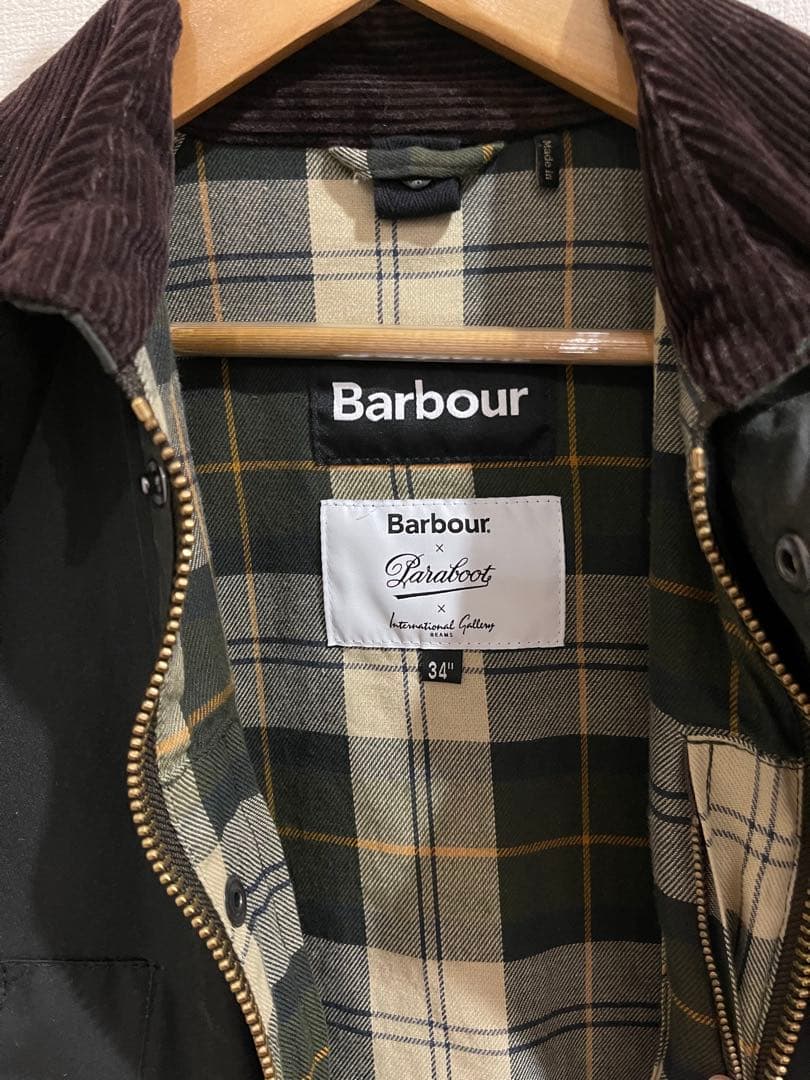 Made in
Barbour
Barbour.
×
Paraboot
×
International Gallery
BEAMS
34"